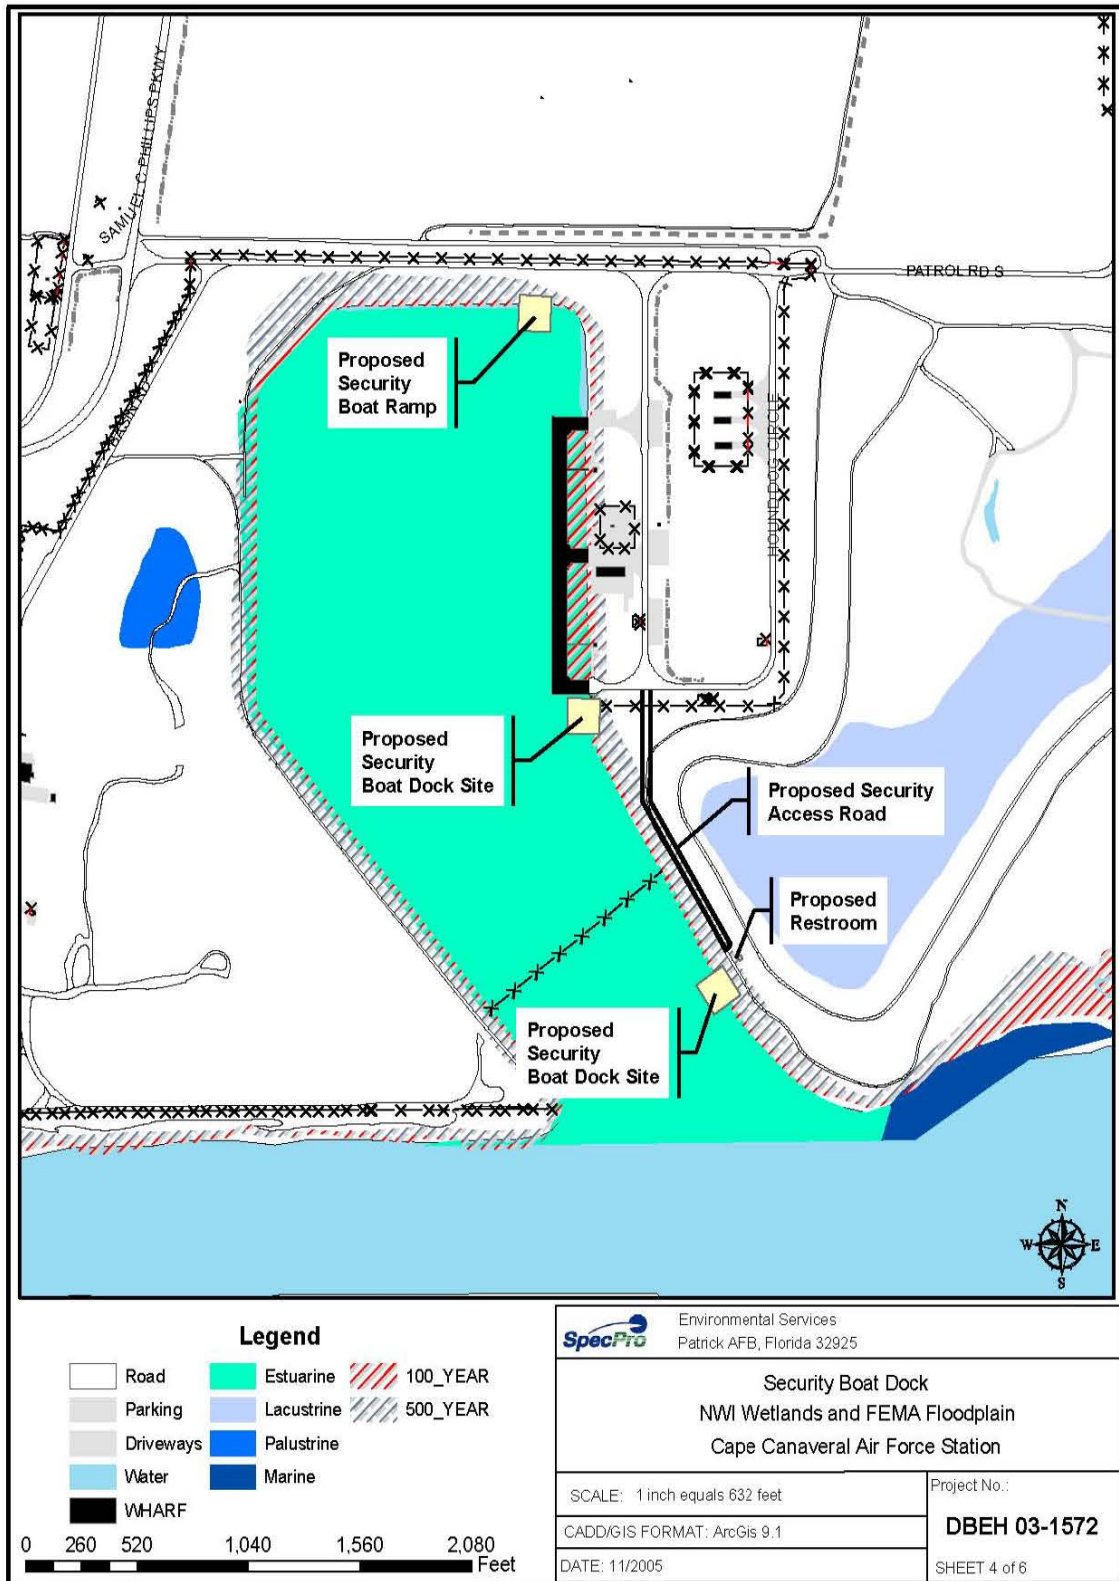 SAMUEL C PHILLIPS PKWY
PATROL RD S
Proposed
Security
Boat Ramp
BASIN RD
HOUNDDOG CIRCLE
Proposed
Security
Boat Dock Site
Proposed Security
Access Road
Proposed
Restroom
Proposed
Security
Boat Dock Site
N
W E
S
Legend
Road
Estuarine
100_YEAR
Parking
Lacustrine
500_YEAR
Driveways
Palustrine
Water
Marine
WHARF
0 260 520 1,040 1,560 2,080
Feet
SpecPro
Environmental Services
Patrick AFB, Florida 32925
Security Boat Dock
NWI Wetlands and FEMA Floodplain
Cape Canaveral Air Force Station
SCALE: 1 inch equals 632 feet
CADD/GIS FORMAT: ArcGis 9.1
DATE: 11/2005
Project No.:
DBEH 03-1572
SHEET 4 of 6